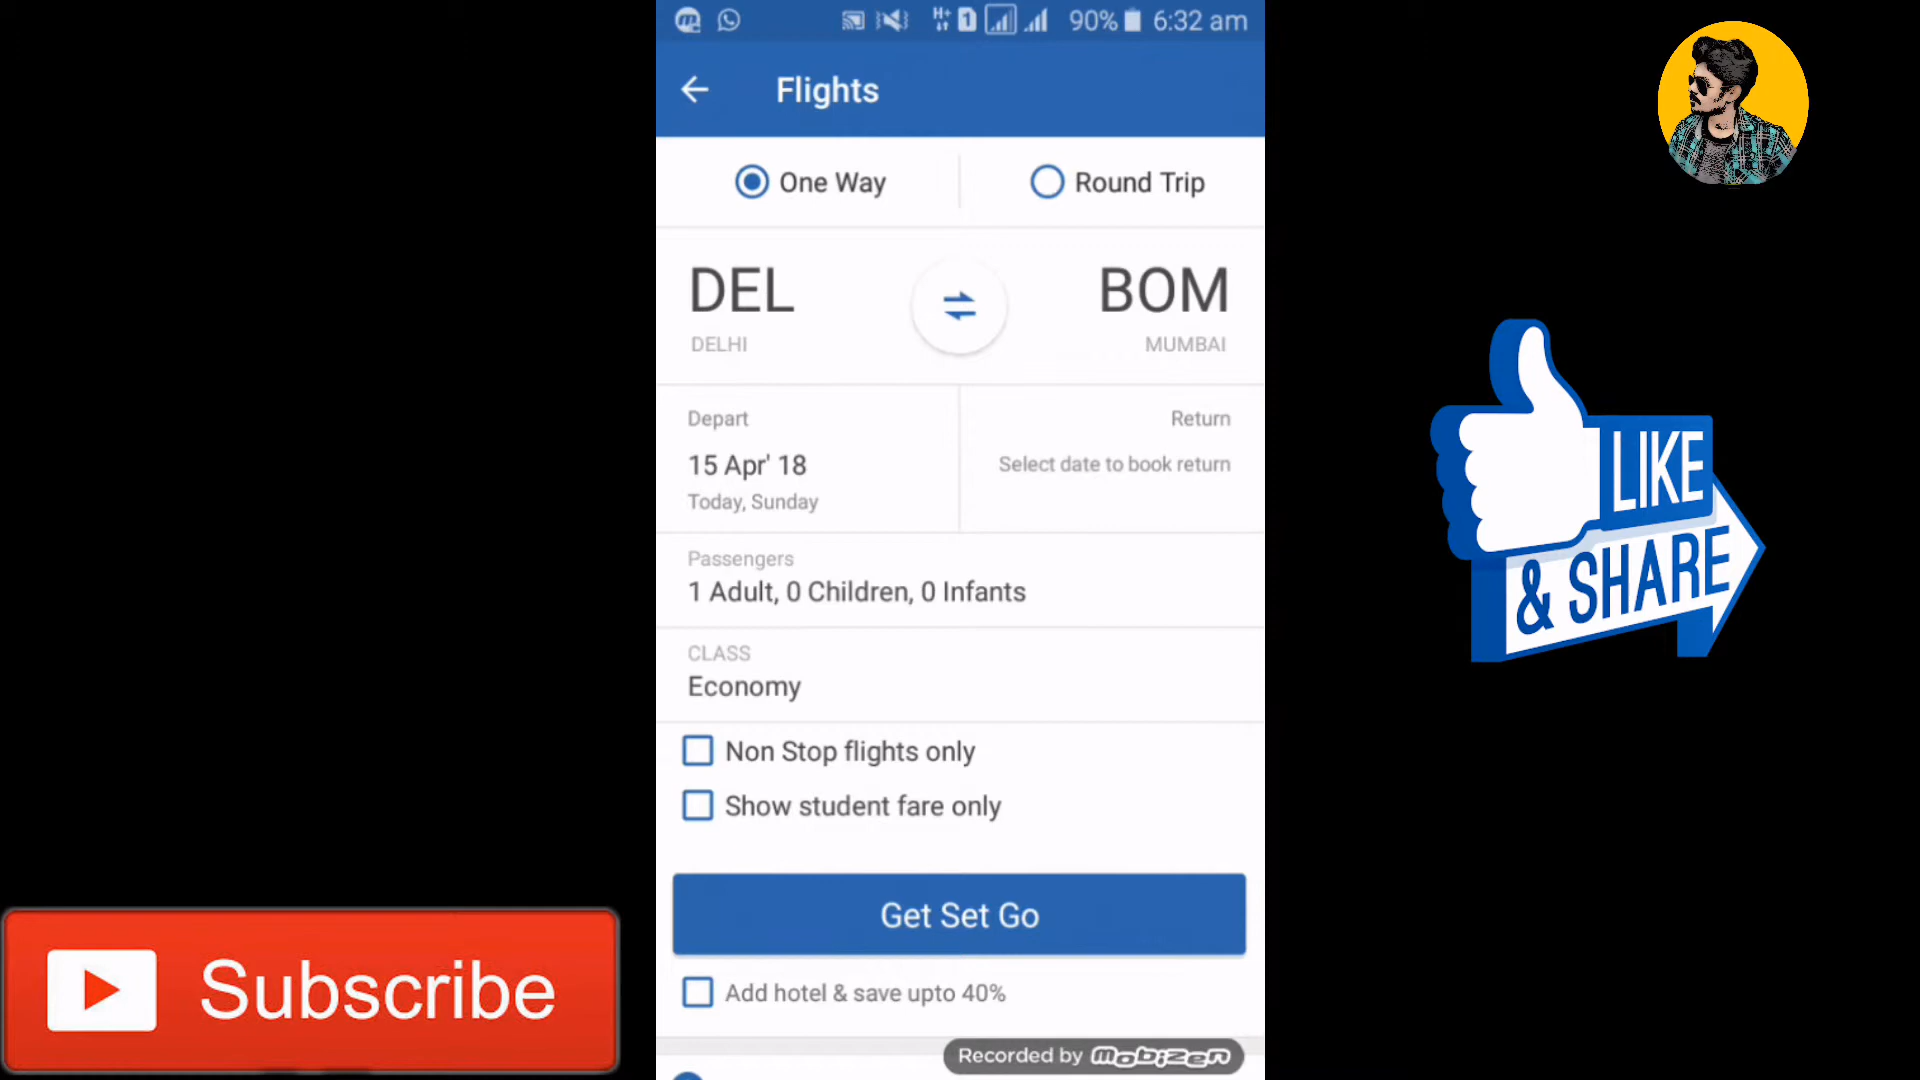 90% 6:32 am
Flights
One Way
Round Trip
DEL
BOM
DELHI
MUMBAI
Depart
Return
15 Apr' 18
Select date to book return
Today, Sunday
Passengers
1 Adult, 0 Children, 0 Infants
CLASS
Economy
Non Stop flights only
Show student fare only
Get Set Go
Add hotel & save upto 40%
Recorded by mobizen
LIKE
& SHARE
Subscribe
H+
1